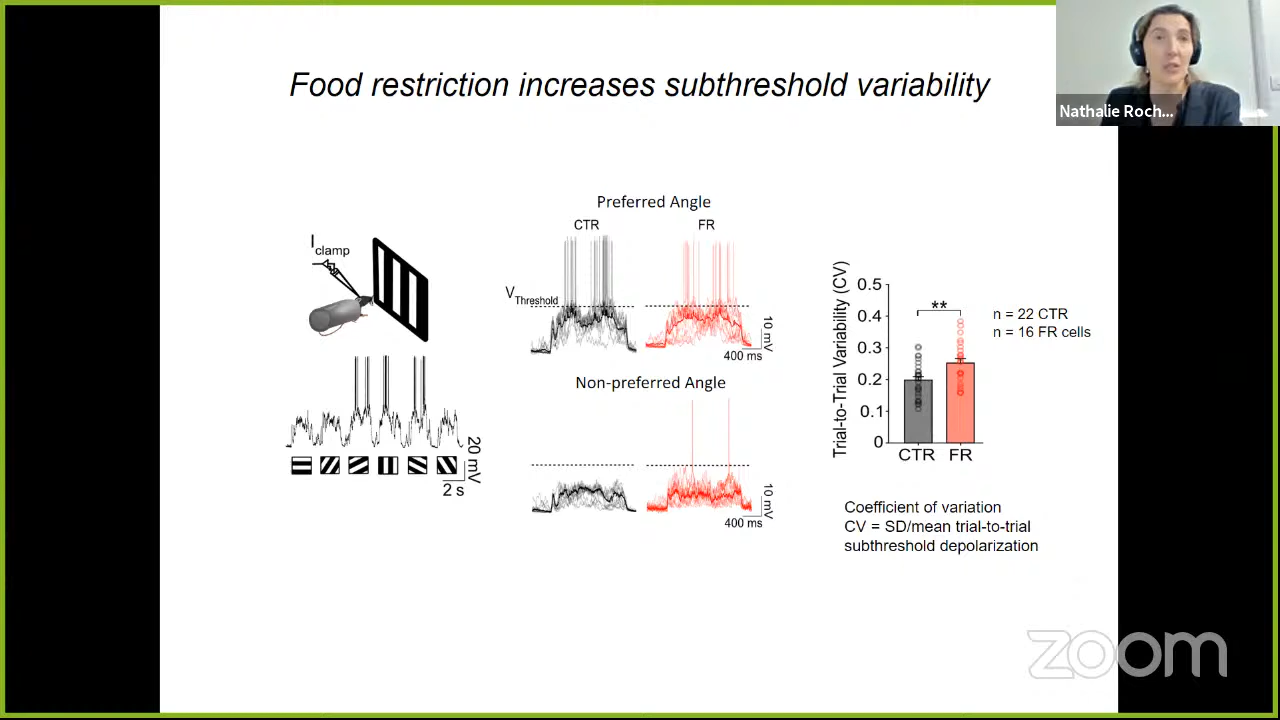 Food restriction increases subthreshold variability
Nathalie Roch...
I clamp
20 mV
2 s
Preferred Angle
CTR
FR
V Threshold
10 mV
400 ms
Non-preferred Angle
10 mV
400 ms
Trial-to-Trial Variability (CV)
0.5
0.4
0.3
0.2
0.1
0
**
CTR
FR
n = 22 CTR
n = 16 FR cells
Coefficient of variation
CV = SD/mean trial-to-trial
subthreshold depolarization
zoom